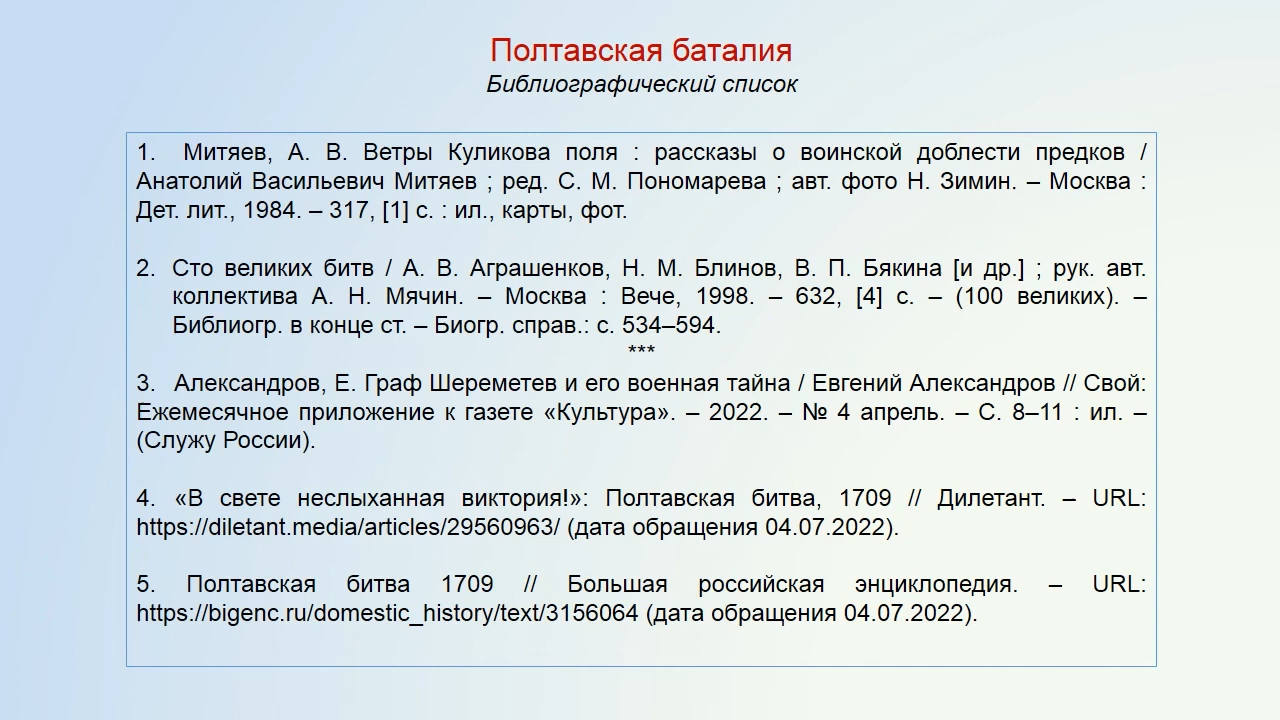 Полтавская баталия
Библиографический список
1. Митяев, А. В. Ветры Куликова поля : рассказы о воинской доблести предков /
Анатолий Васильевич Митяев ; ред. С. М. Пономарева ; авт. фото Н. Зимин. – Москва :
Дет. лит., 1984. – 317, [1] с. : ил., карты, фот.
2. Сто великих битв / А. В. Аграшенков, Н. М. Блинов, В. П. Бякина [и др.] ; рук. авт.
коллектива А. Н. Мячин. – Москва : Вече, 1998. – 632, [4] с. – (100 великих). –
Библиогр. в конце ст. – Биогр. справ.: с. 534–594.
***
3. Александров, Е. Граф Шереметев и его военная тайна / Евгений Александров // Свой:
Ежемесячное приложение к газете «Культура». – 2022. – № 4 апрель. – С. 8–11 : ил. –
(Служу России).
4. «В свете неслыханная виктория!»: Полтавская битва, 1709 // Дилетант. – URL:
https://diletant.media/articles/29560963/ (дата обращения 04.07.2022).
5. Полтавская битва 1709 // Большая российская энциклопедия. – URL:
https://bigenc.ru/domestic_history/text/3156064 (дата обращения 04.07.2022).